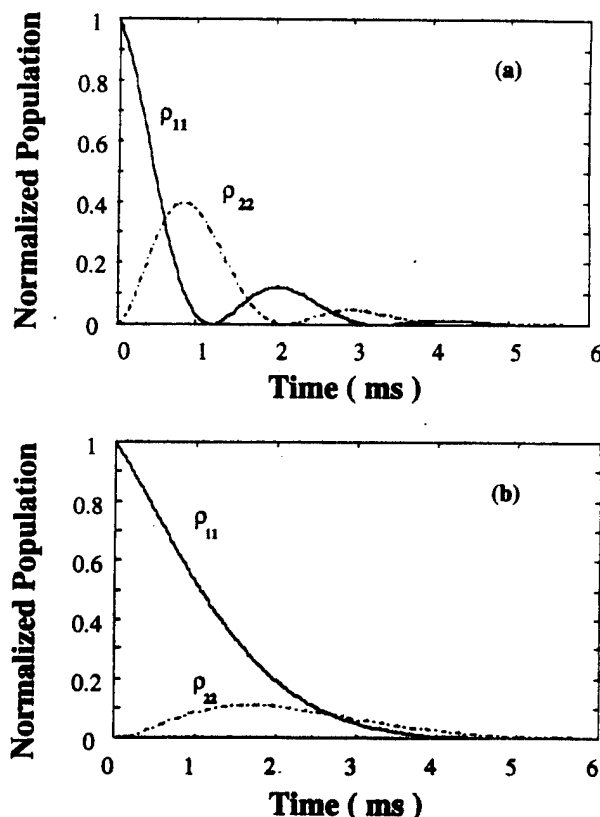 Normalized Population
1
0.8
0.6
0.4
0.2
0
(a)
ρ11
ρ22
0 1 2 3 4 5 6
Time ( ms )
Normalized Population
1
0.8
0.6
0.4
0.2
0
(b)
ρ11
ρ22
0 1 2 3 4 5 6
Time ( ms )